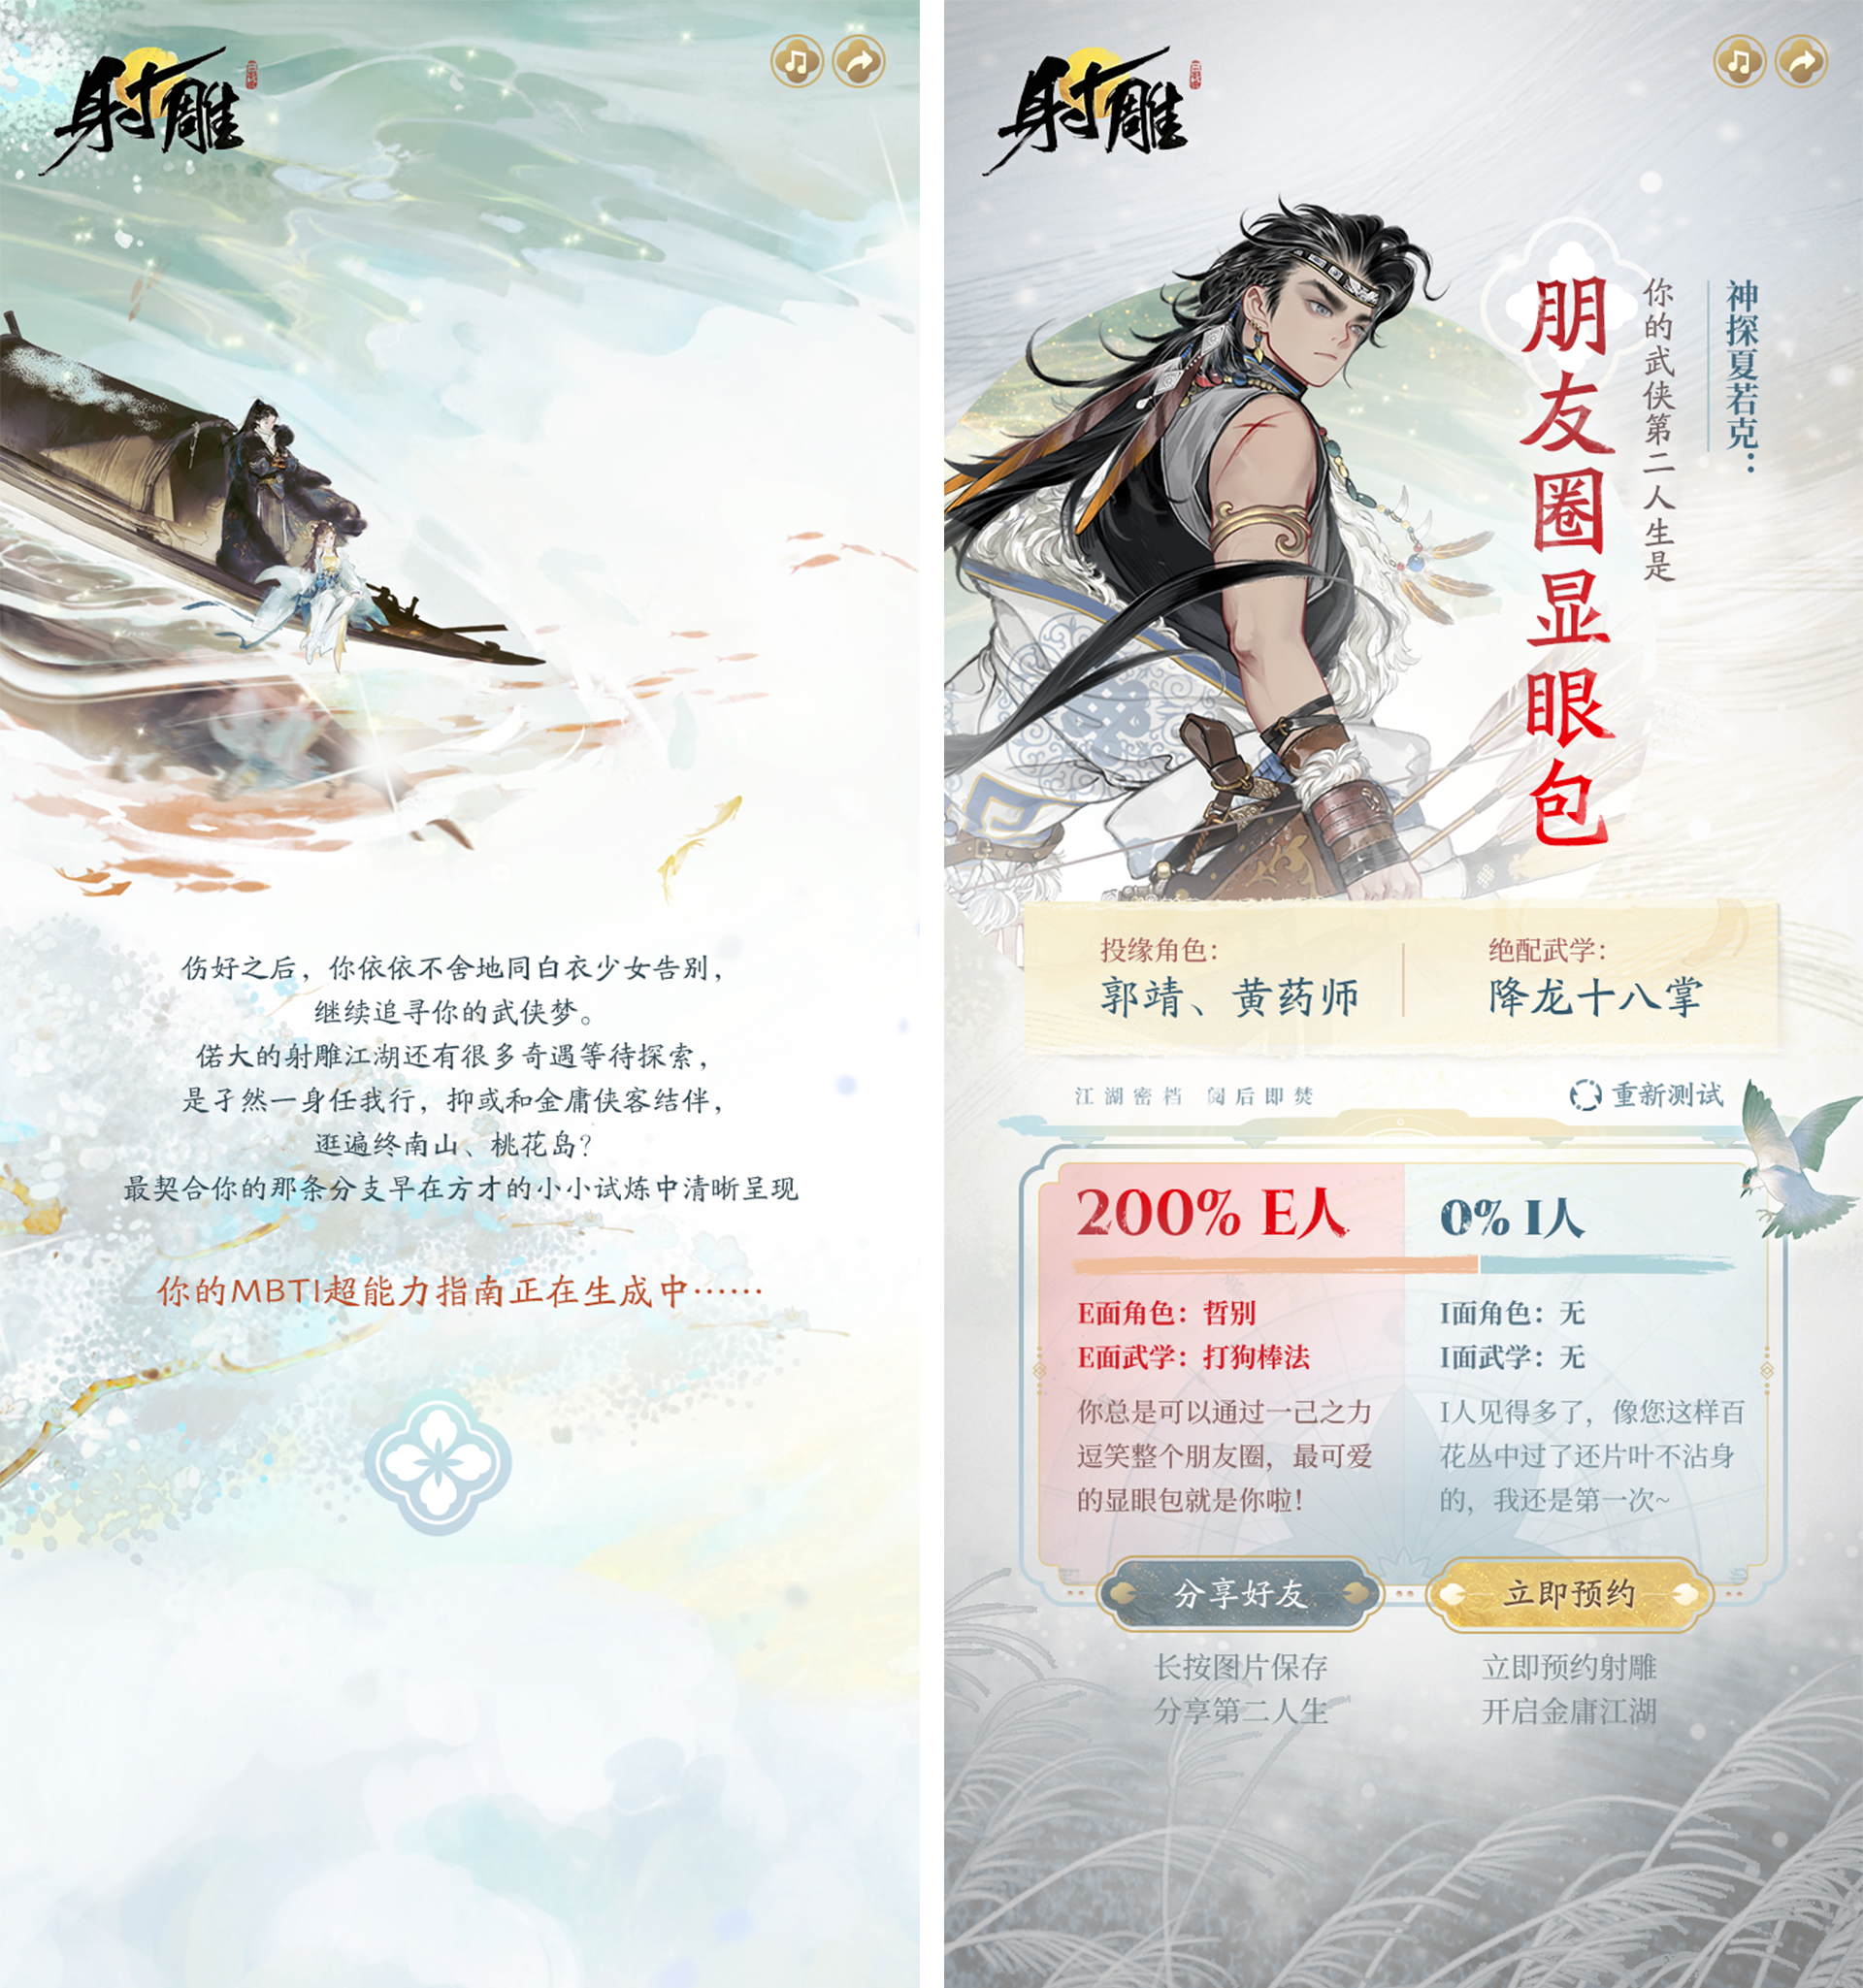 射雕
伤好之后，你依依不舍地同白衣少女告别，
继续追寻你的武侠梦。
偌大的射雕江湖还有很多奇遇等待探索，
是孑然一身任我行，抑或和金庸侠客结伴，
逛遍终南山、桃花岛？
最契合你的那条分支早在方才的小小试炼中清晰呈现
你的MBTI超能力指南正在生成中……
射雕
神探夏若克：
你的武侠第二人生是
朋友圈显眼包
投缘角色：
郭靖、黄药师
绝配武学：
降龙十八掌
江湖密档 阅后即焚
重新测试
200% E人
E面角色：哲别
E面武学：打狗棒法
你总是可以通过一己之力
逗笑整个朋友圈，最可爱
的显眼包就是你啦！
0% I人
I面角色：无
I面武学：无
I人见得多了，像您这样百
花丛中过了还片叶不沾身
的，我还是第一次~
分享好友
长按图片保存
分享第二人生
立即预约
立即预约射雕
开启金庸江湖